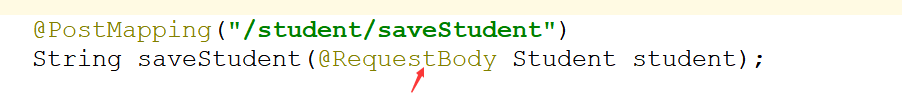 @PostMapping("/student/saveStudent")
String saveStudent(@RequestBody Student student);